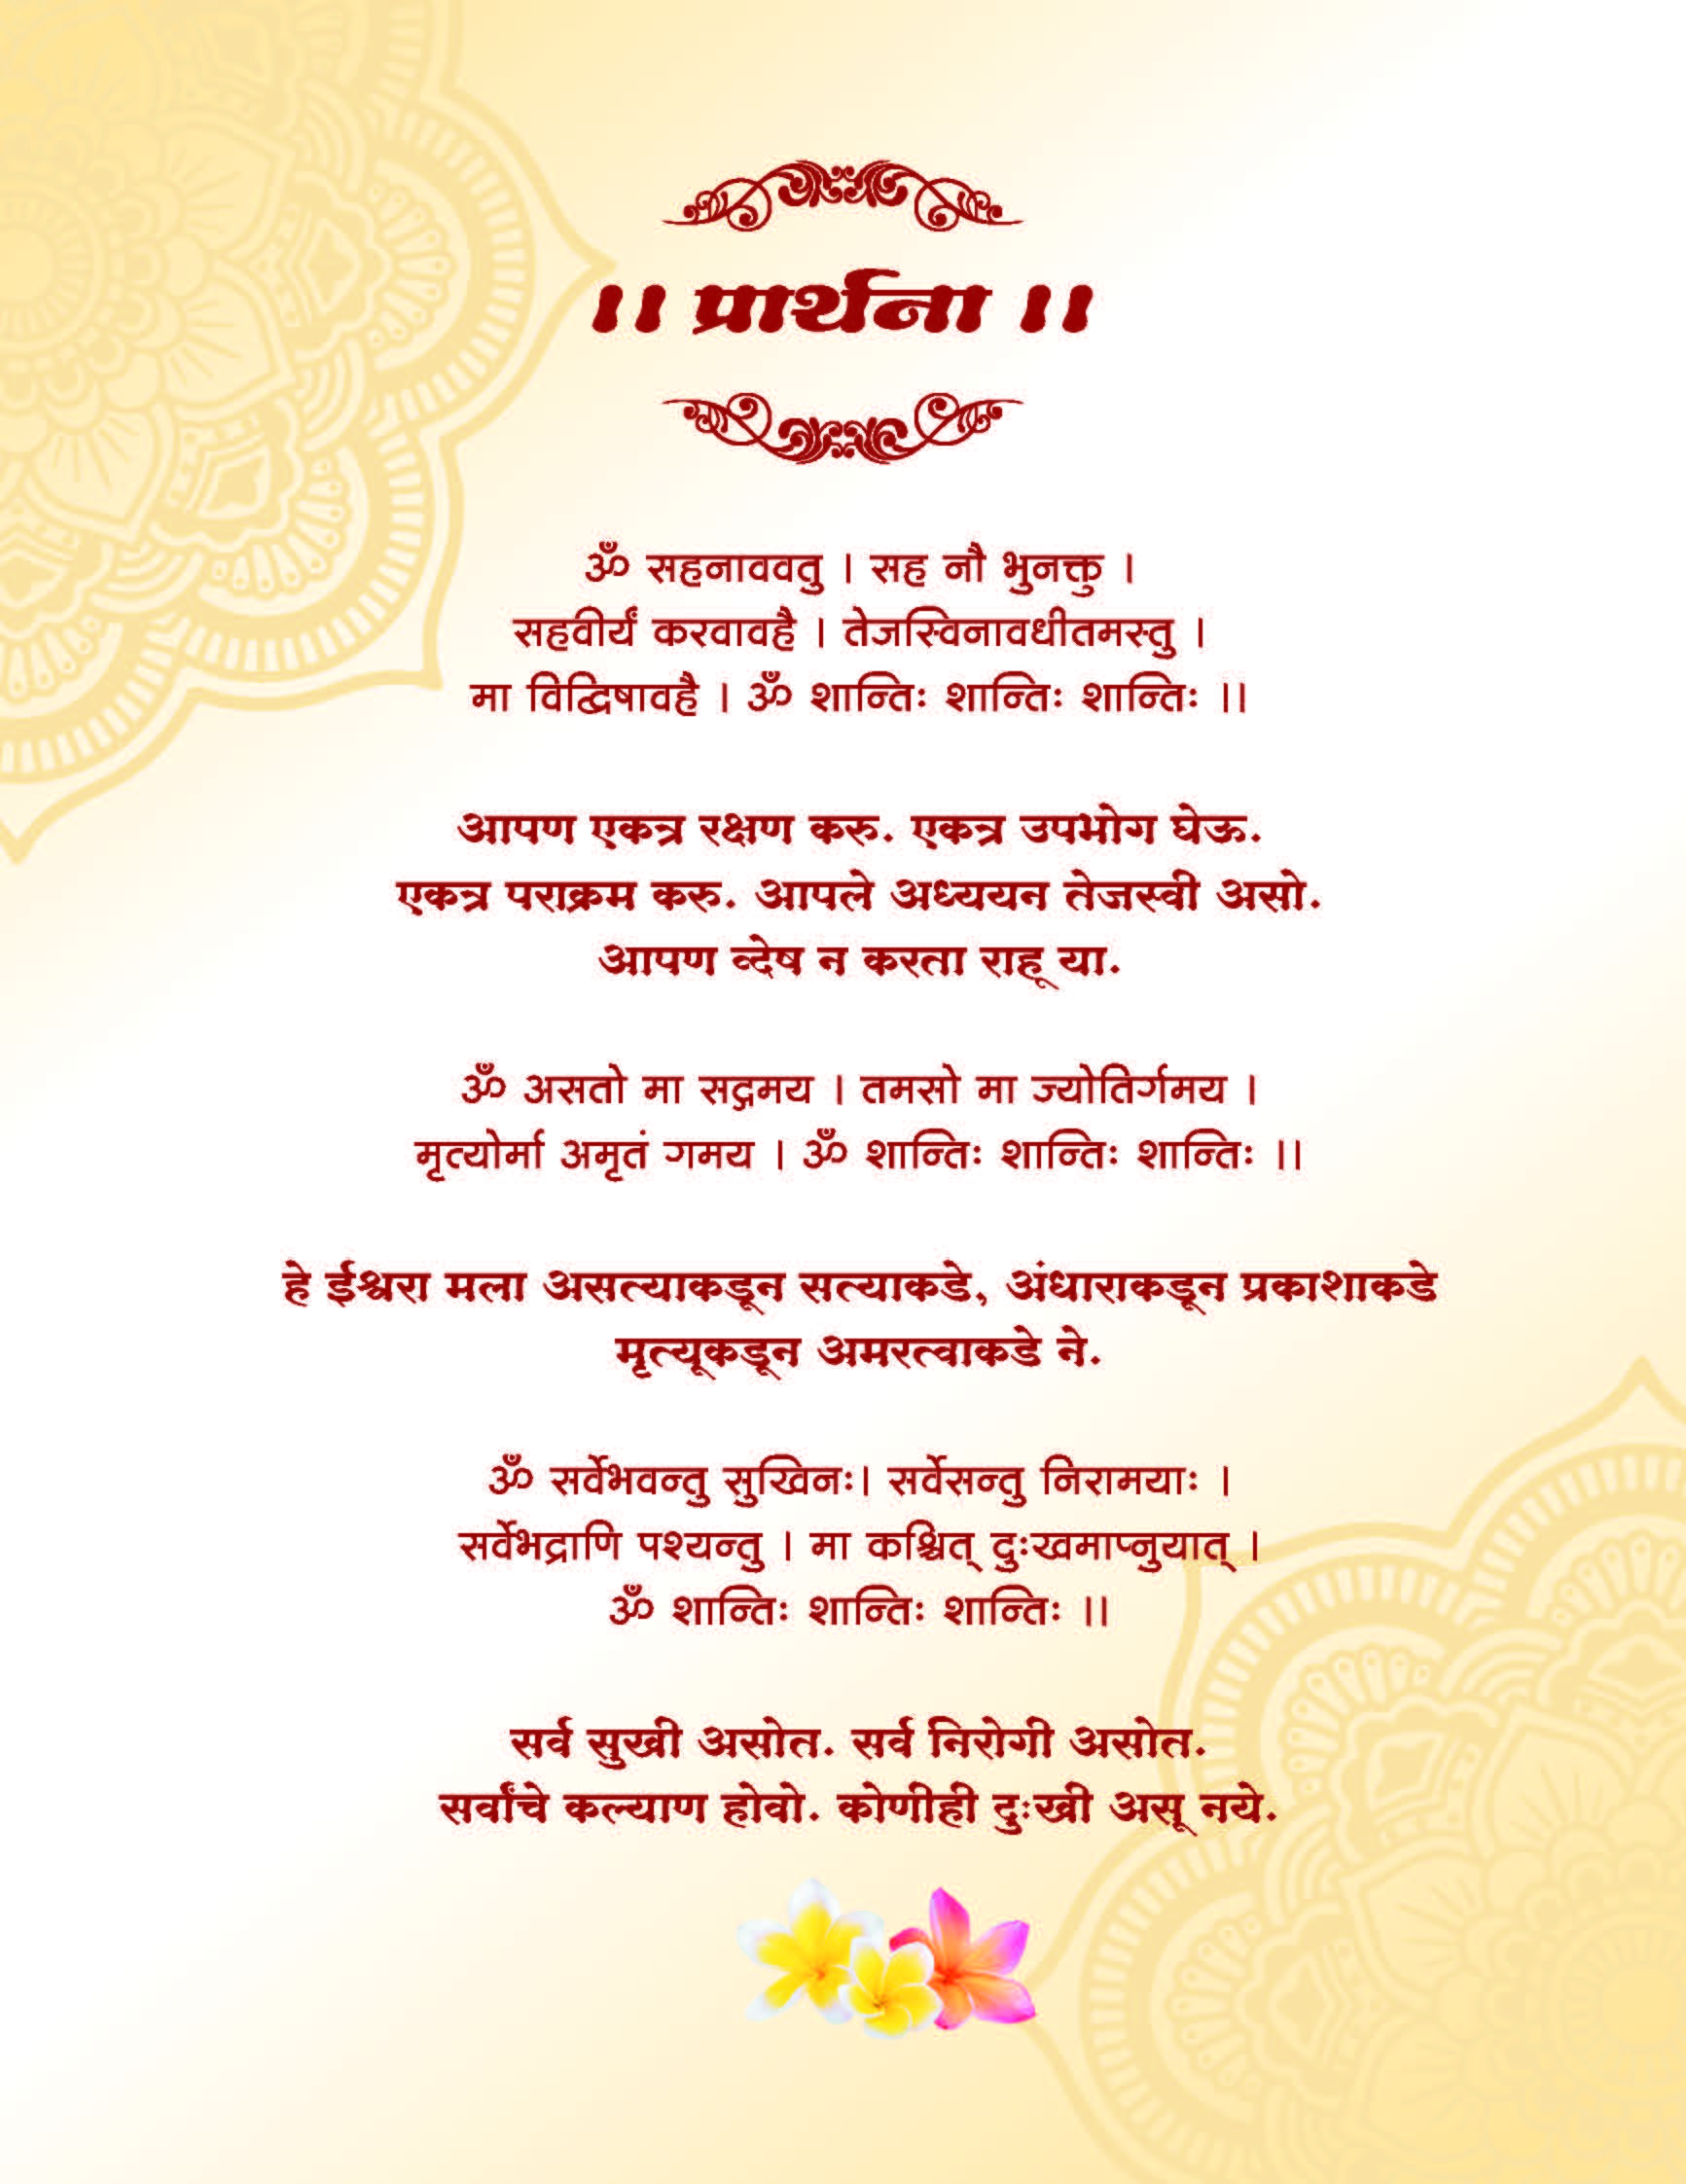 ।। प्रार्थना ।।
ॐ सहनाववतु । सह नौ भुनक्तु ।
सहवीर्यं करवावहै । तेजस्विनावधीतमस्तु ।
मा विद्विषावहै । ॐ शान्तिः शान्तिः शान्तिः ।।
आपण एकत्र रक्षण करु. एकत्र उपभोग घेऊ.
एकत्र पराक्रम करु. आपले अध्ययन तेजस्वी असो.
आपण व्देष न करता राहू या.
ॐ असतो मा सद्गमय । तमसो मा ज्योतिर्गमय ।
मृत्योर्मा अमृतं गमय । ॐ शान्तिः शान्तिः शान्तिः ।।
हे ईश्वरा मला असत्याकडून सत्याकडे, अंधाराकडून प्रकाशाकडे
मृत्यूकडून अमरत्वाकडे ने.
ॐ सर्वेभवन्तु सुखिनः। सर्वेसन्तु निरामयाः ।
सर्वेभद्राणि पश्यन्तु । मा कश्चित् दुःखमाप्नुयात् ।
ॐ शान्तिः शान्तिः शान्तिः ।।
सर्व सुखी असोत. सर्व निरोगी असोत.
सर्वांचे कल्याण होवो. कोणीही दुःखी असू नये.